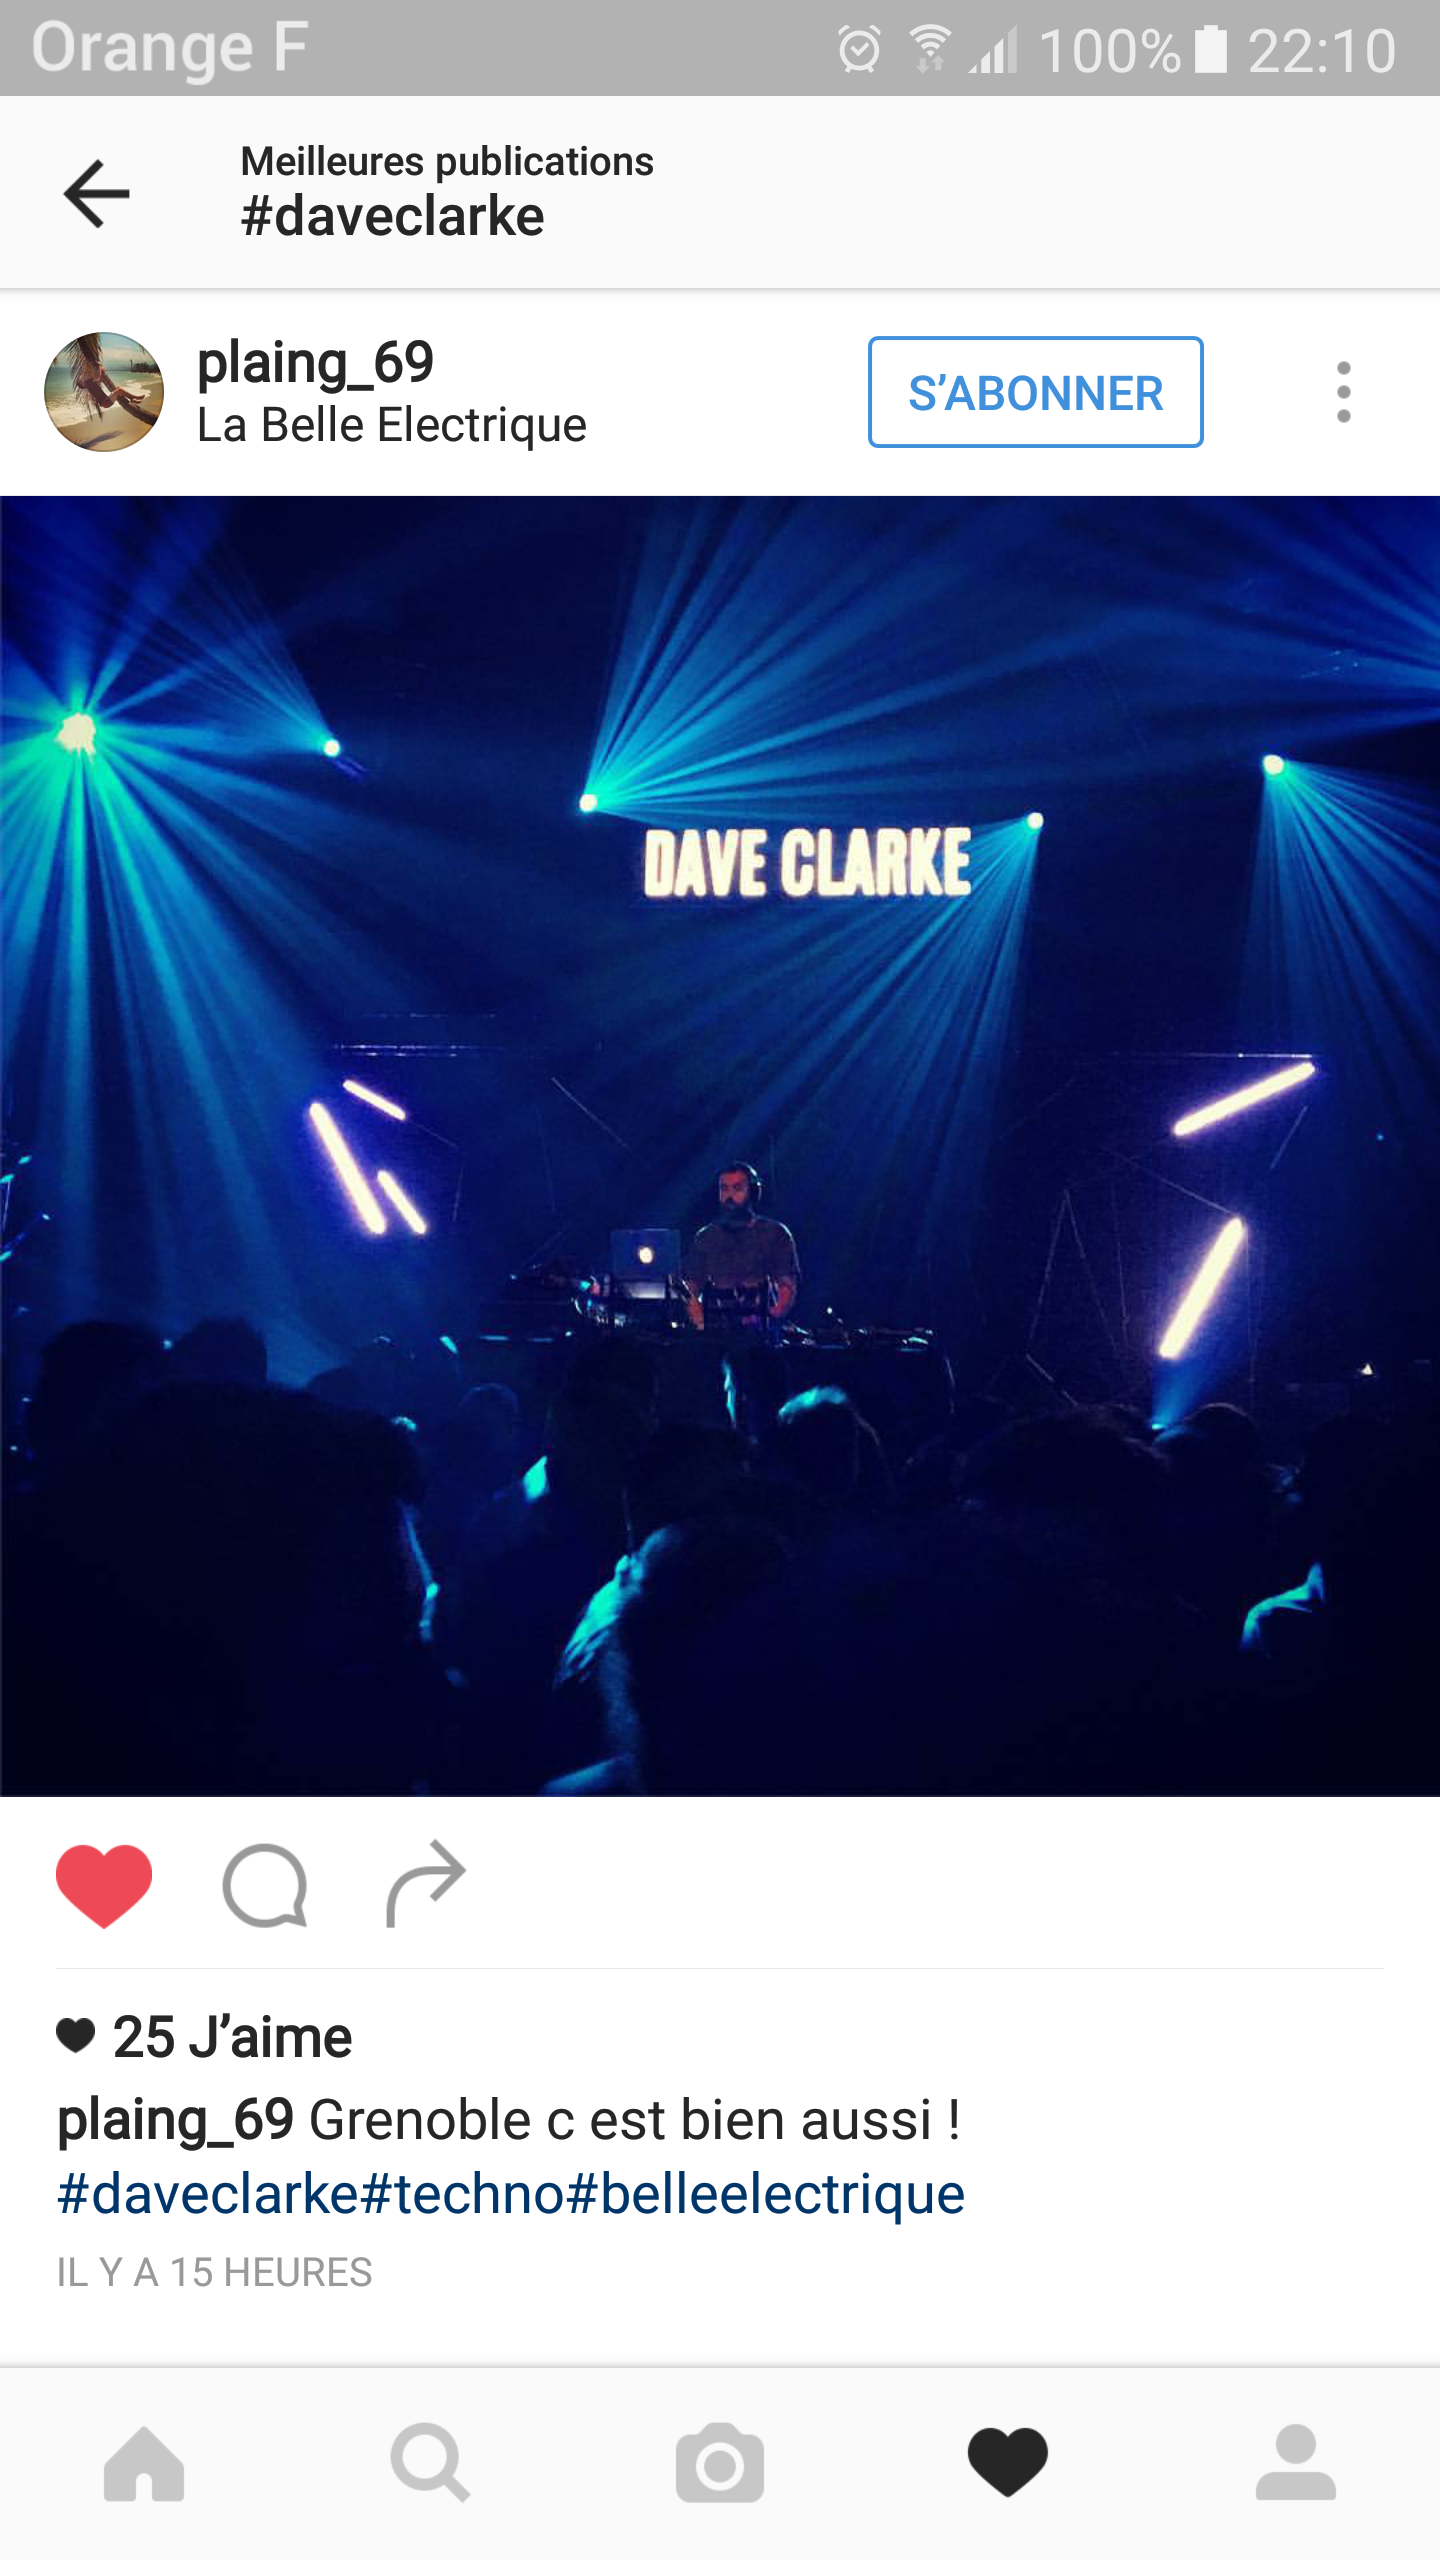 Orange F 100% 22:10
Meilleures publications
#daveclarke
plaing_69
La Belle Electrique
S’ABONNER
DAVE CLARKE
25 J’aime
plaing_69 Grenoble c est bien aussi !
#daveclarke#techno#belleelectrique
IL Y A 15 HEURES